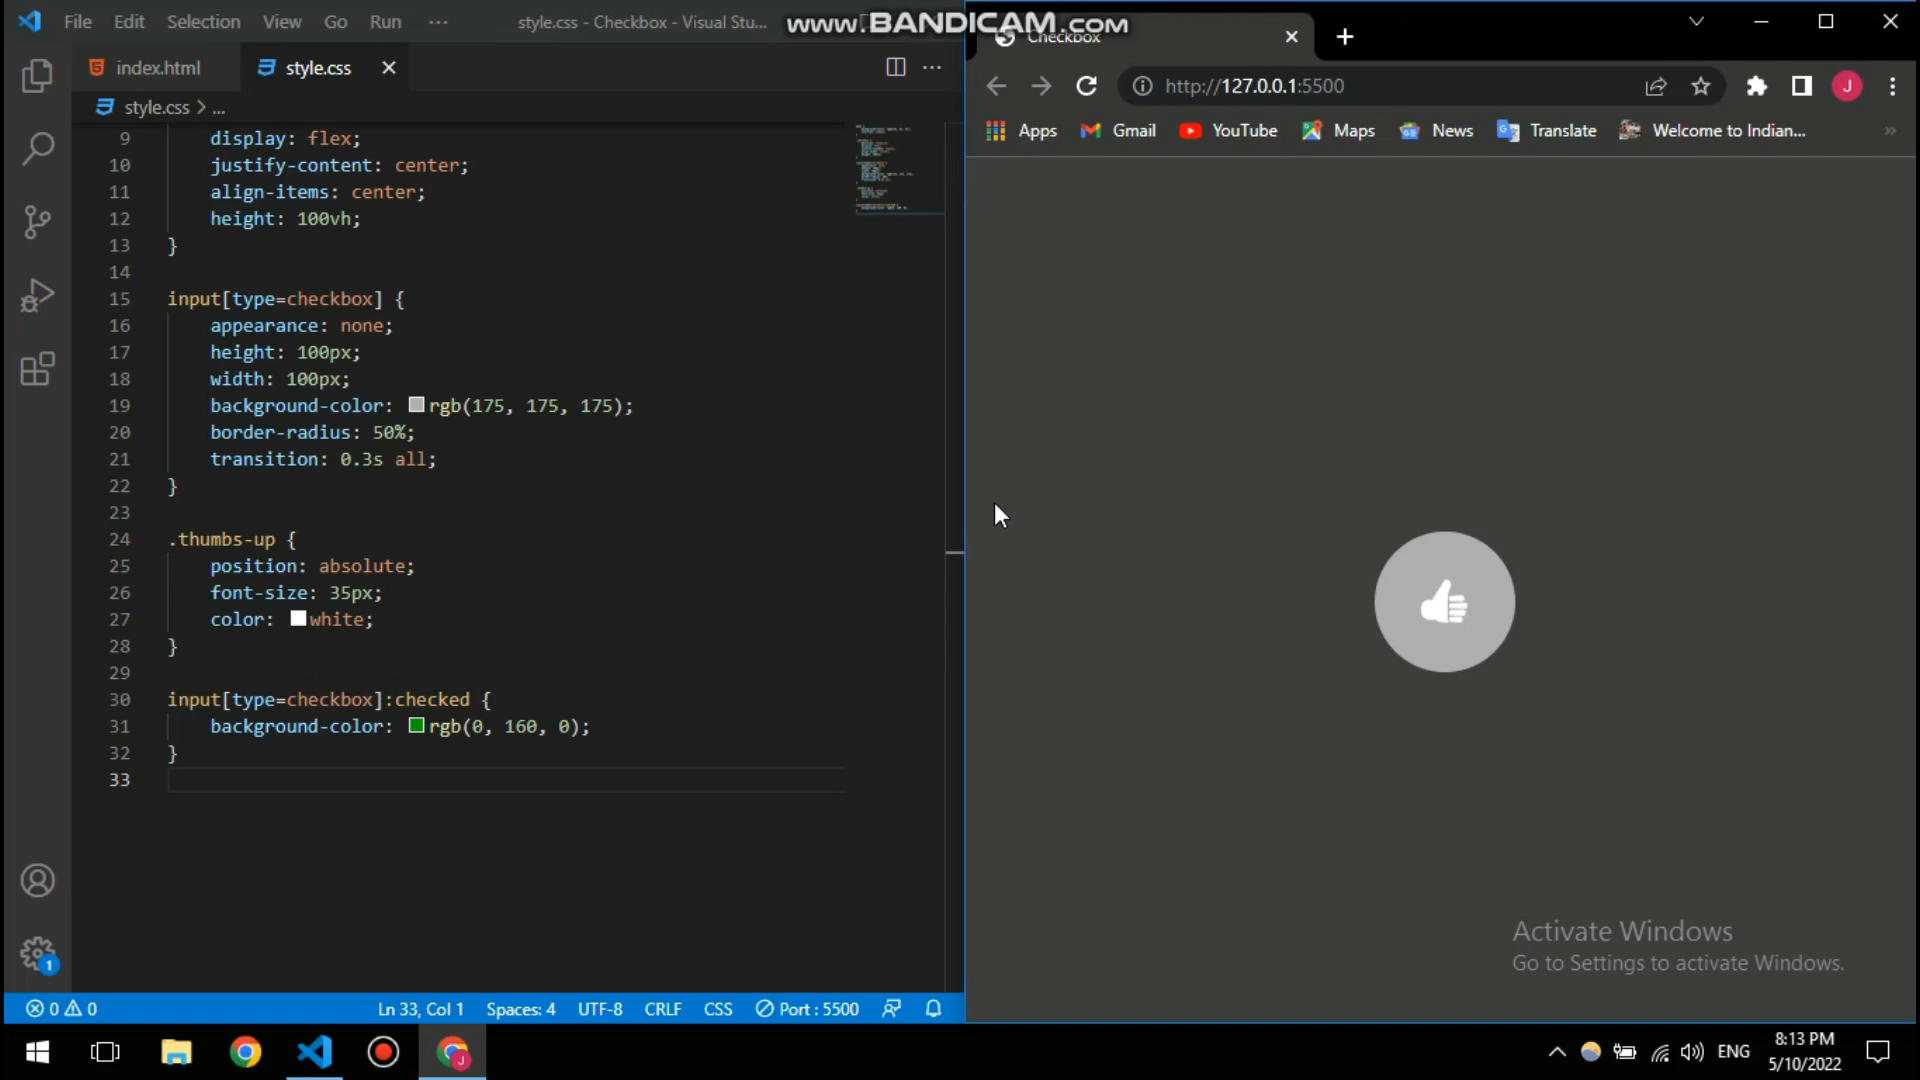 File Edit Selection View Go Run ··· style.css - Checkbox - Visual Stu...
www.BANDICAM.com
index.html style.css
style.css > ...
9 display: flex;
10 justify-content: center;
11 align-items: center;
12 height: 100vh;
13 }
14
15 input[type=checkbox] {
16 appearance: none;
17 height: 100px;
18 width: 100px;
19 background-color: rgb(175, 175, 175);
20 border-radius: 50%;
21 transition: 0.3s all;
22 }
23
24 .thumbs-up {
25 position: absolute;
26 font-size: 35px;
27 color: white;
28 }
29
30 input[type=checkbox]:checked {
31 background-color: rgb(0, 160, 0);
32 }
33
1
0 0 Ln 33, Col 1 Spaces: 4 UTF-8 CRLF CSS Port : 5500
Checkbox
http://127.0.0.1:5500 J
Apps Gmail YouTube Maps News Translate Welcome to Indian... »
Activate Windows
Go to Settings to activate Windows.
J
ENG
8:13 PM
5/10/2022